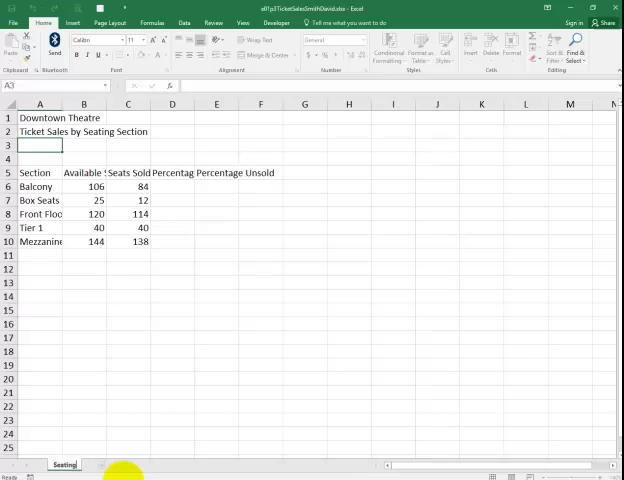 e01p3TicketSalesSmithDavid.xlsx - Excel
File Home Insert Page Layout Formulas Data Review View Developer Tell me what you want to do Sign in Share
Paste Send Calibri 11 Wrap Text General Conditional Format as Cell Insert Delete Format Sort & Find &
B I U Merge & Center $ % Formatting Table Styles Filter Select
Clipboard Bluetooth Font Alignment Number Styles Cells Editing
A3 fx
A B C D E F G H I J K L M N
1 Downtown Theatre
2 Ticket Sales by Seating Section
3
4
5 Section Available Seats Sold Percentag Percentage Unsold
6 Balcony 106 84
7 Box Seats 25 12
8 Front Floo 120 114
9 Tier 1 40 40
10 Mezzanine 144 138
11
12
13
14
15
16
17
18
19
20
21
22
23
24
25
Seating
Ready